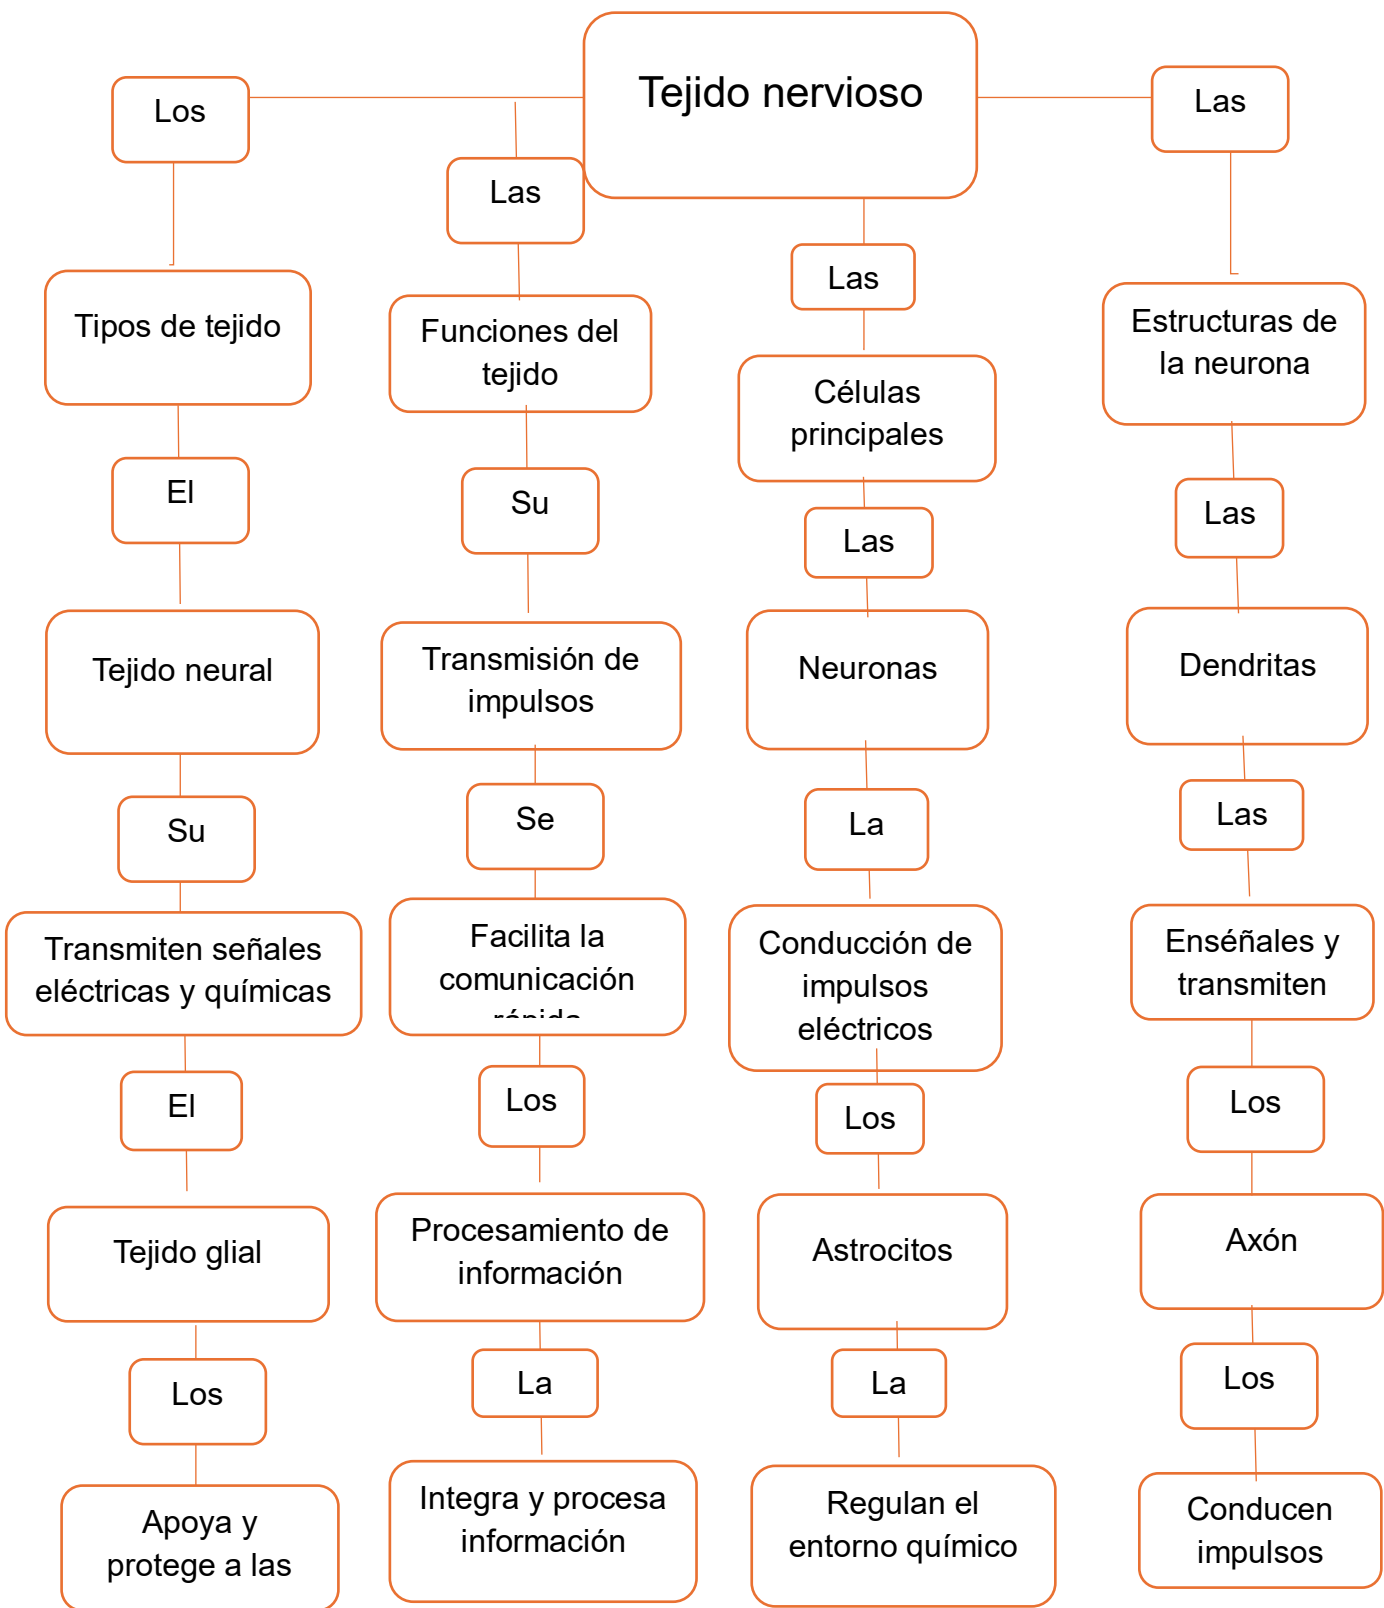 Tejido nervioso
Los
Las
Las
Las
Tipos de tejido
Funciones del
tejido
Células
principales
Estructuras de
la neurona
El
Su
Las
Las
Tejido neural
Transmisión de
impulsos
Neuronas
Dendritas
Su
Se
La
Las
Transmiten señales
eléctricas y químicas
Facilita la
comunicación
rápida
Conducción de
impulsos
eléctricos
Enséñales y
transmiten
El
Los
Los
Los
Tejido glial
Procesamiento de
información
Astrocitos
Axón
Los
La
La
Los
Apoya y
protege a las
Integra y procesa
información
Regulan el
entorno químico
Conducen
impulsos